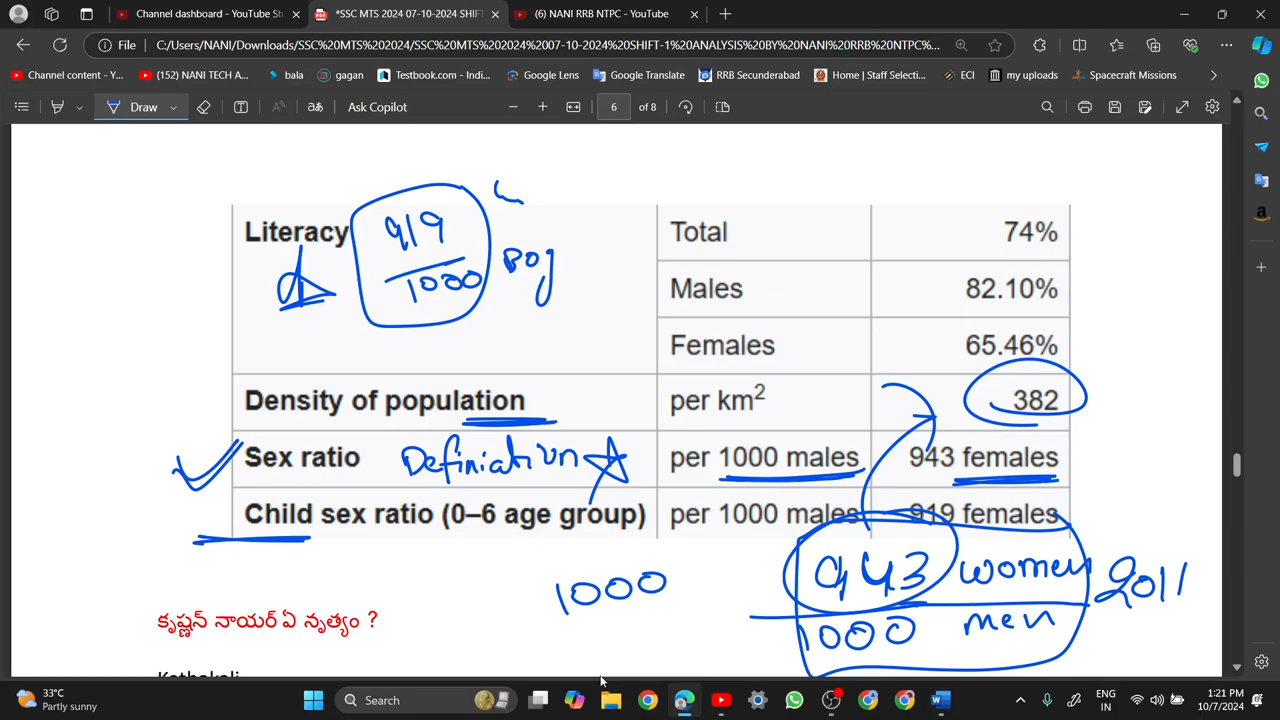 Channel dashboard - YouTube St
*SSC MTS 2024 07-10-2024 SHIFT
(6) NANI RRB NTPC - YouTube
File
C:/Users/NANI/Downloads/SSC%20MTS%202024/SSC%20MTS%202024%2007-10-2024%20SHIFT-1%20ANALYSIS%20BY%20NANI%20RRB%20NTPC%...
Channel content - Y...
(152) NANI TECH A...
bala
gagan
Testbook.com - Indi...
Google Lens
Google Translate
RRB Secunderabad
Home | Staff Selecti...
ECI
my uploads
Spacecraft Missions
Draw
Ask Copilot
6 of 8
Literacy
919
1000
Boy
Total 74%
Males 82.10%
Females 65.46%
Density of population per km2 382
Sex ratio Definiation per 1000 males 943 females
Child sex ratio (0–6 age group) per 1000 males 919 females
943 women 2011
1000
1000 men
కృష్ణన్ నాయర్ ఏ నృత్యం ?
Kathakali
33°C
Partly sunny
Search
ENG
IN
1:21 PM
10/7/2024